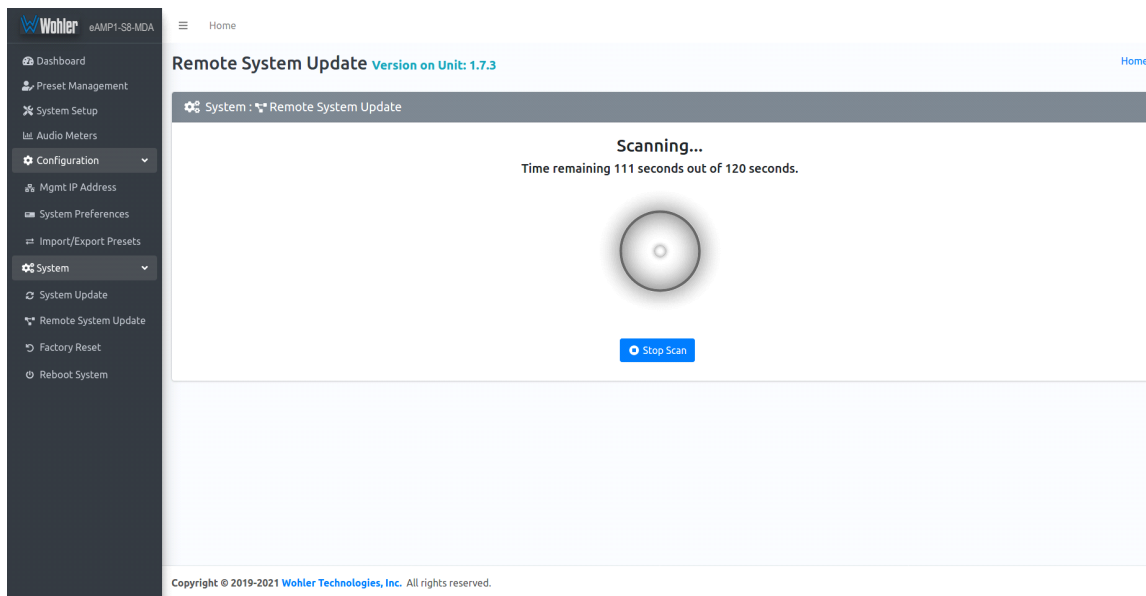 Wohler eAMP1-S8-MDA
Home
Dashboard
Preset Management
System Setup
Audio Meters
Configuration
Mgmt IP Address
System Preferences
Import/Export Presets
System
System Update
Remote System Update
Factory Reset
Reboot System
Remote System Update Version on Unit: 1.7.3
Home
System : Remote System Update
Scanning...
Time remaining 111 seconds out of 120 seconds.
Stop Scan
Copyright © 2019-2021 Wohler Technologies, Inc. All rights reserved.